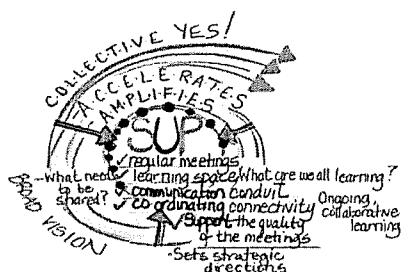 COLLECTIVE YES!
ACCELERATES
AMPLIFIES
SUP
✓ regular meetings
✓ learning space
✓ communication conduit
✓ co ordinating connectivity
✓ Support the quality
of the meetings
- Sets strategic
directions
- What needs
to be
shared?
What are we all learning?
Ongoing,
collaborative
learning
BROAD VISION